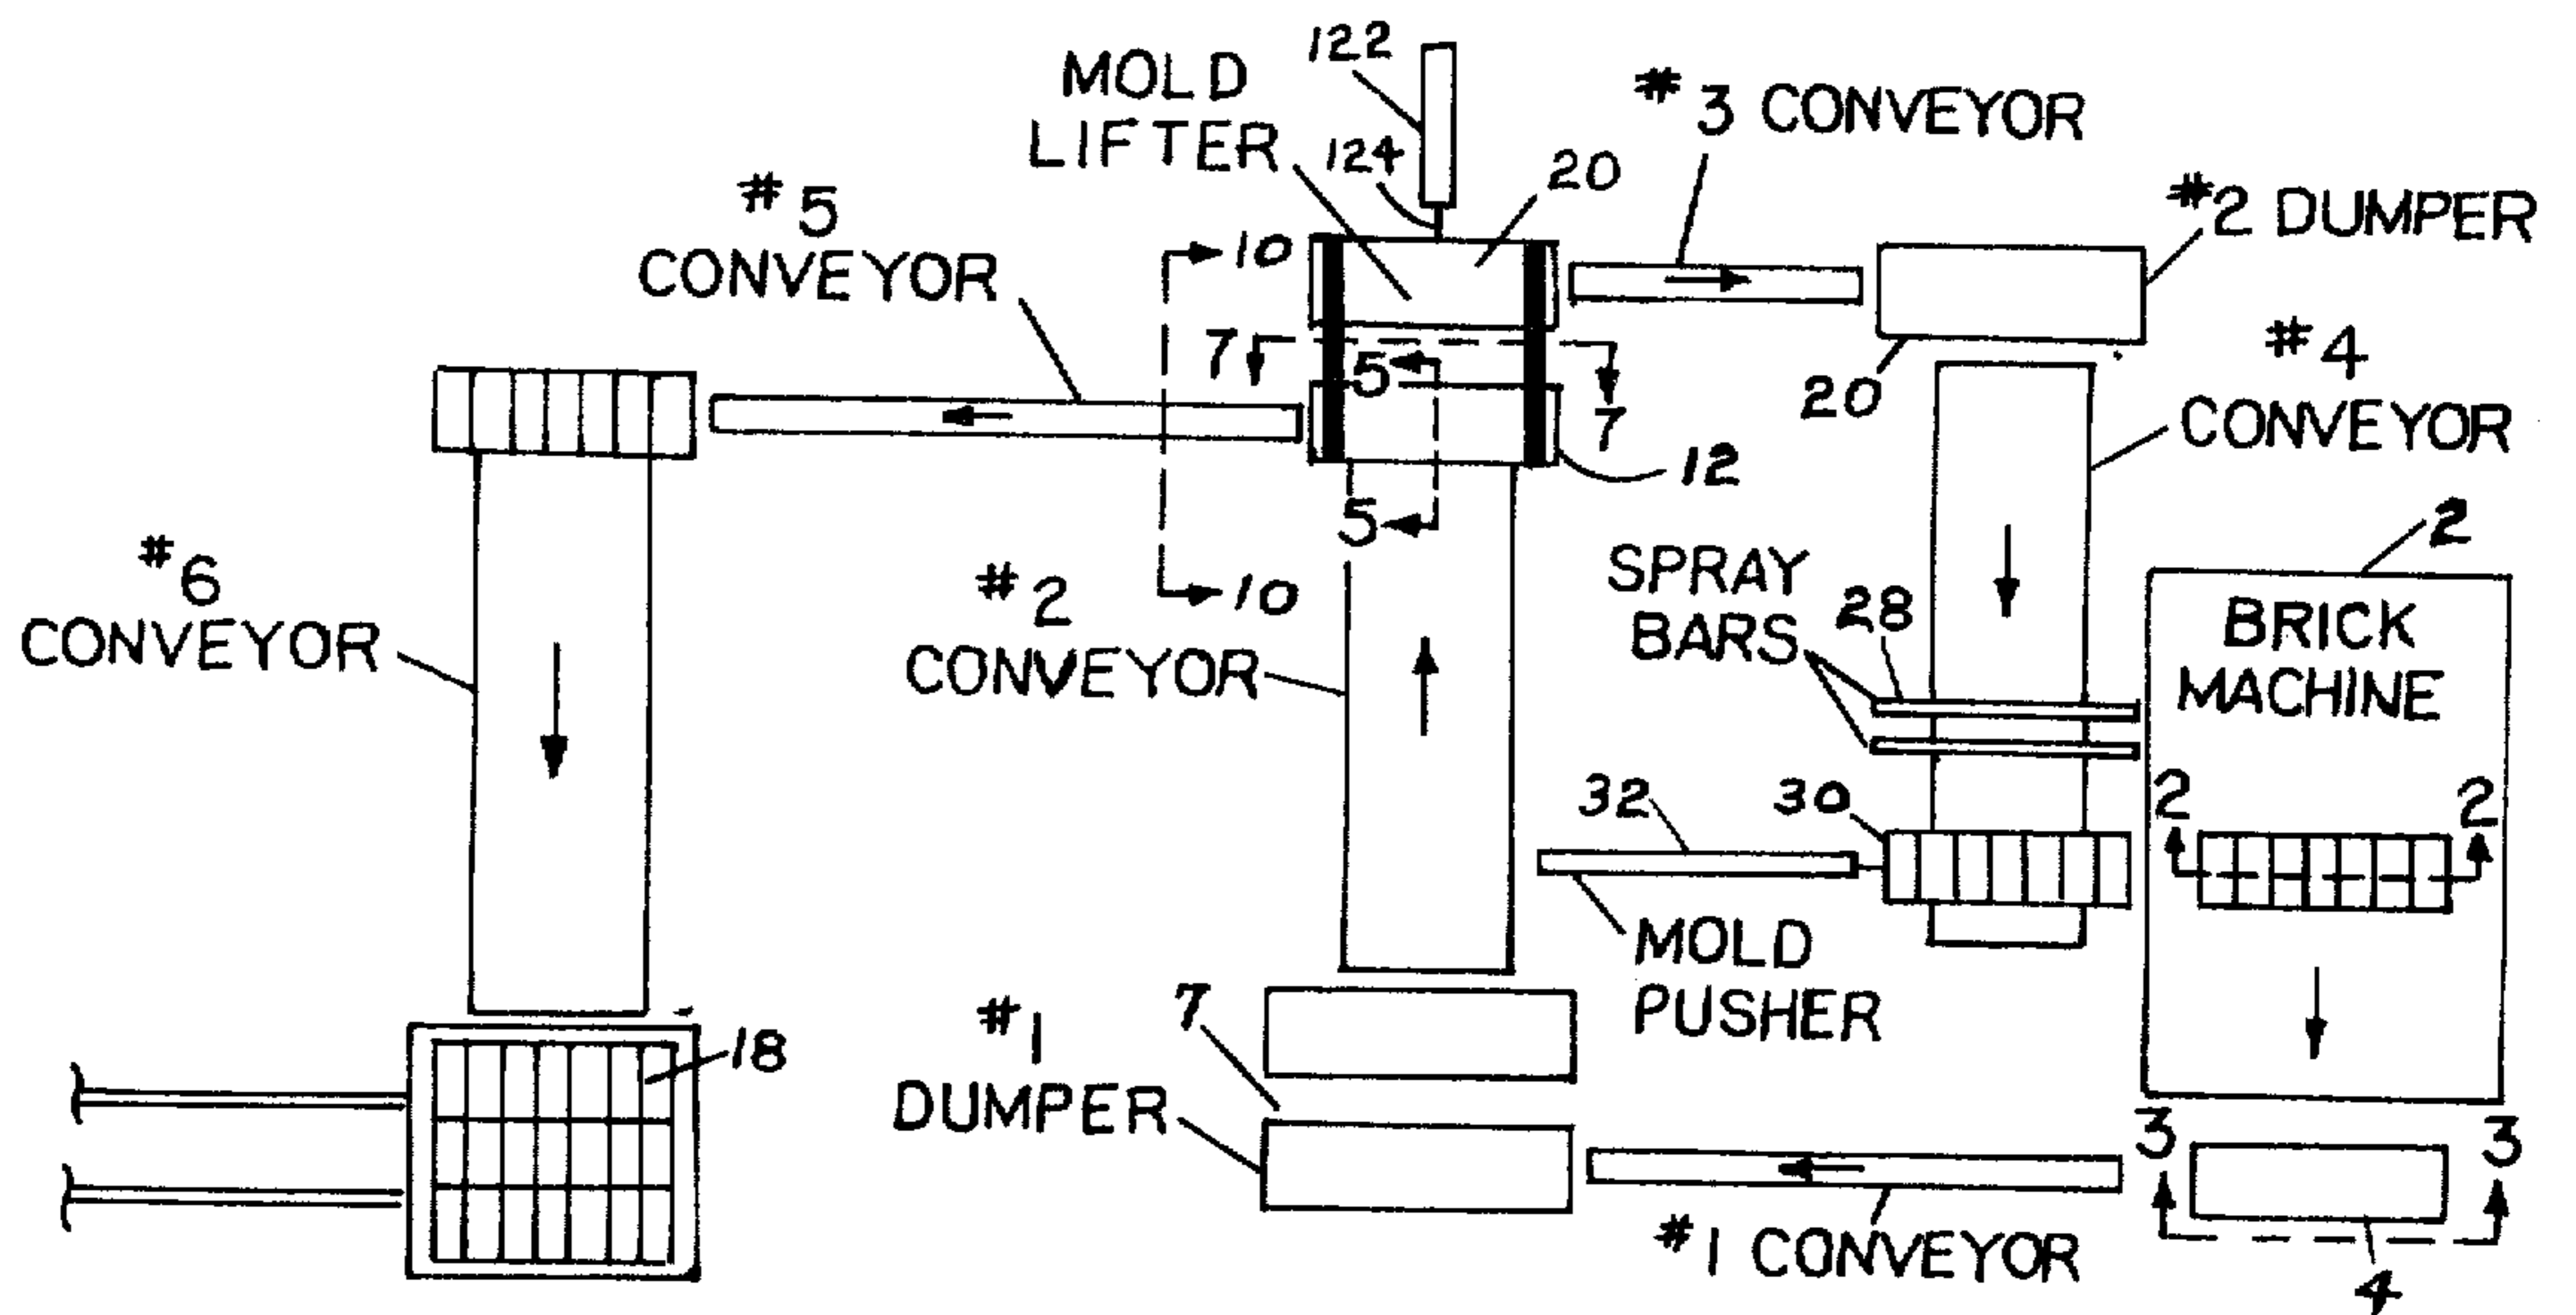 122
MOLD
LIFTER
124
20
#3 CONVEYOR
#2 DUMPER
#5
CONVEYOR
10
7
5
7
20
#4
CONVEYOR
12
5
10
#6
CONVEYOR
#2
CONVEYOR
SPRAY
BARS
28
2
BRICK
MACHINE
2
2
32
30
MOLD
PUSHER
18
#1
DUMPER
7
3
3
#1 CONVEYOR
4